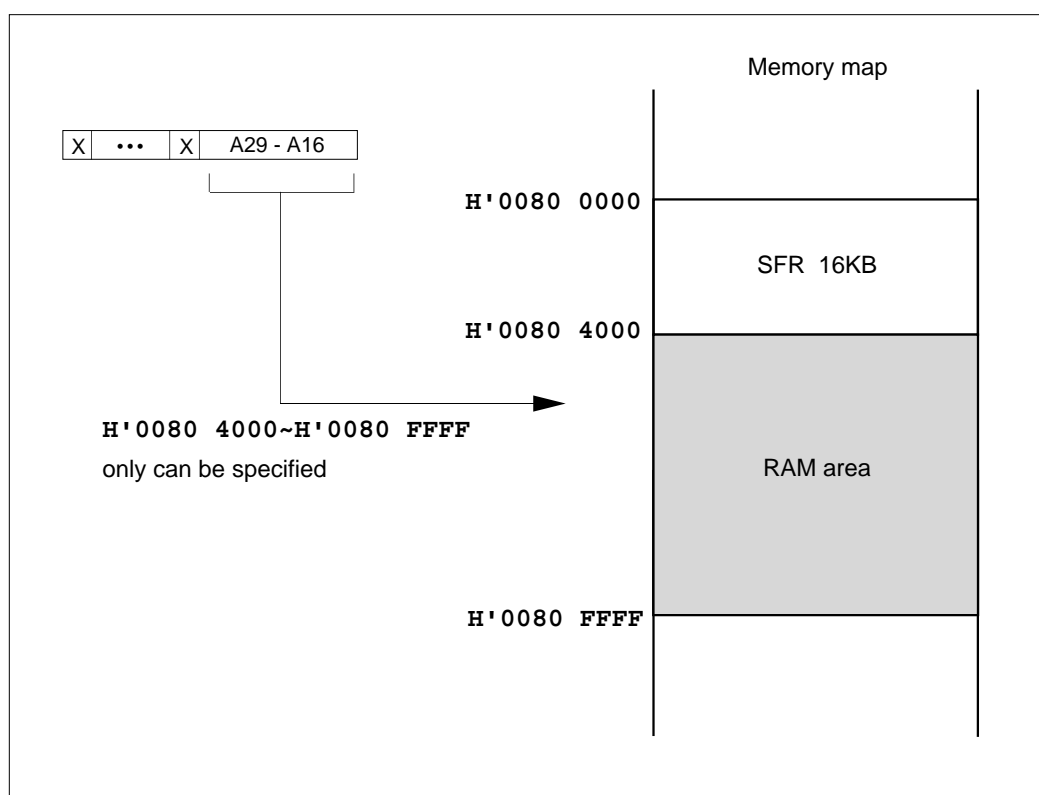 Memory map
X ••• X A29 - A16
H'0080 0000
SFR 16KB
H'0080 4000
H'0080 4000~H'0080 FFFF
only can be specified
RAM area
H'0080 FFFF